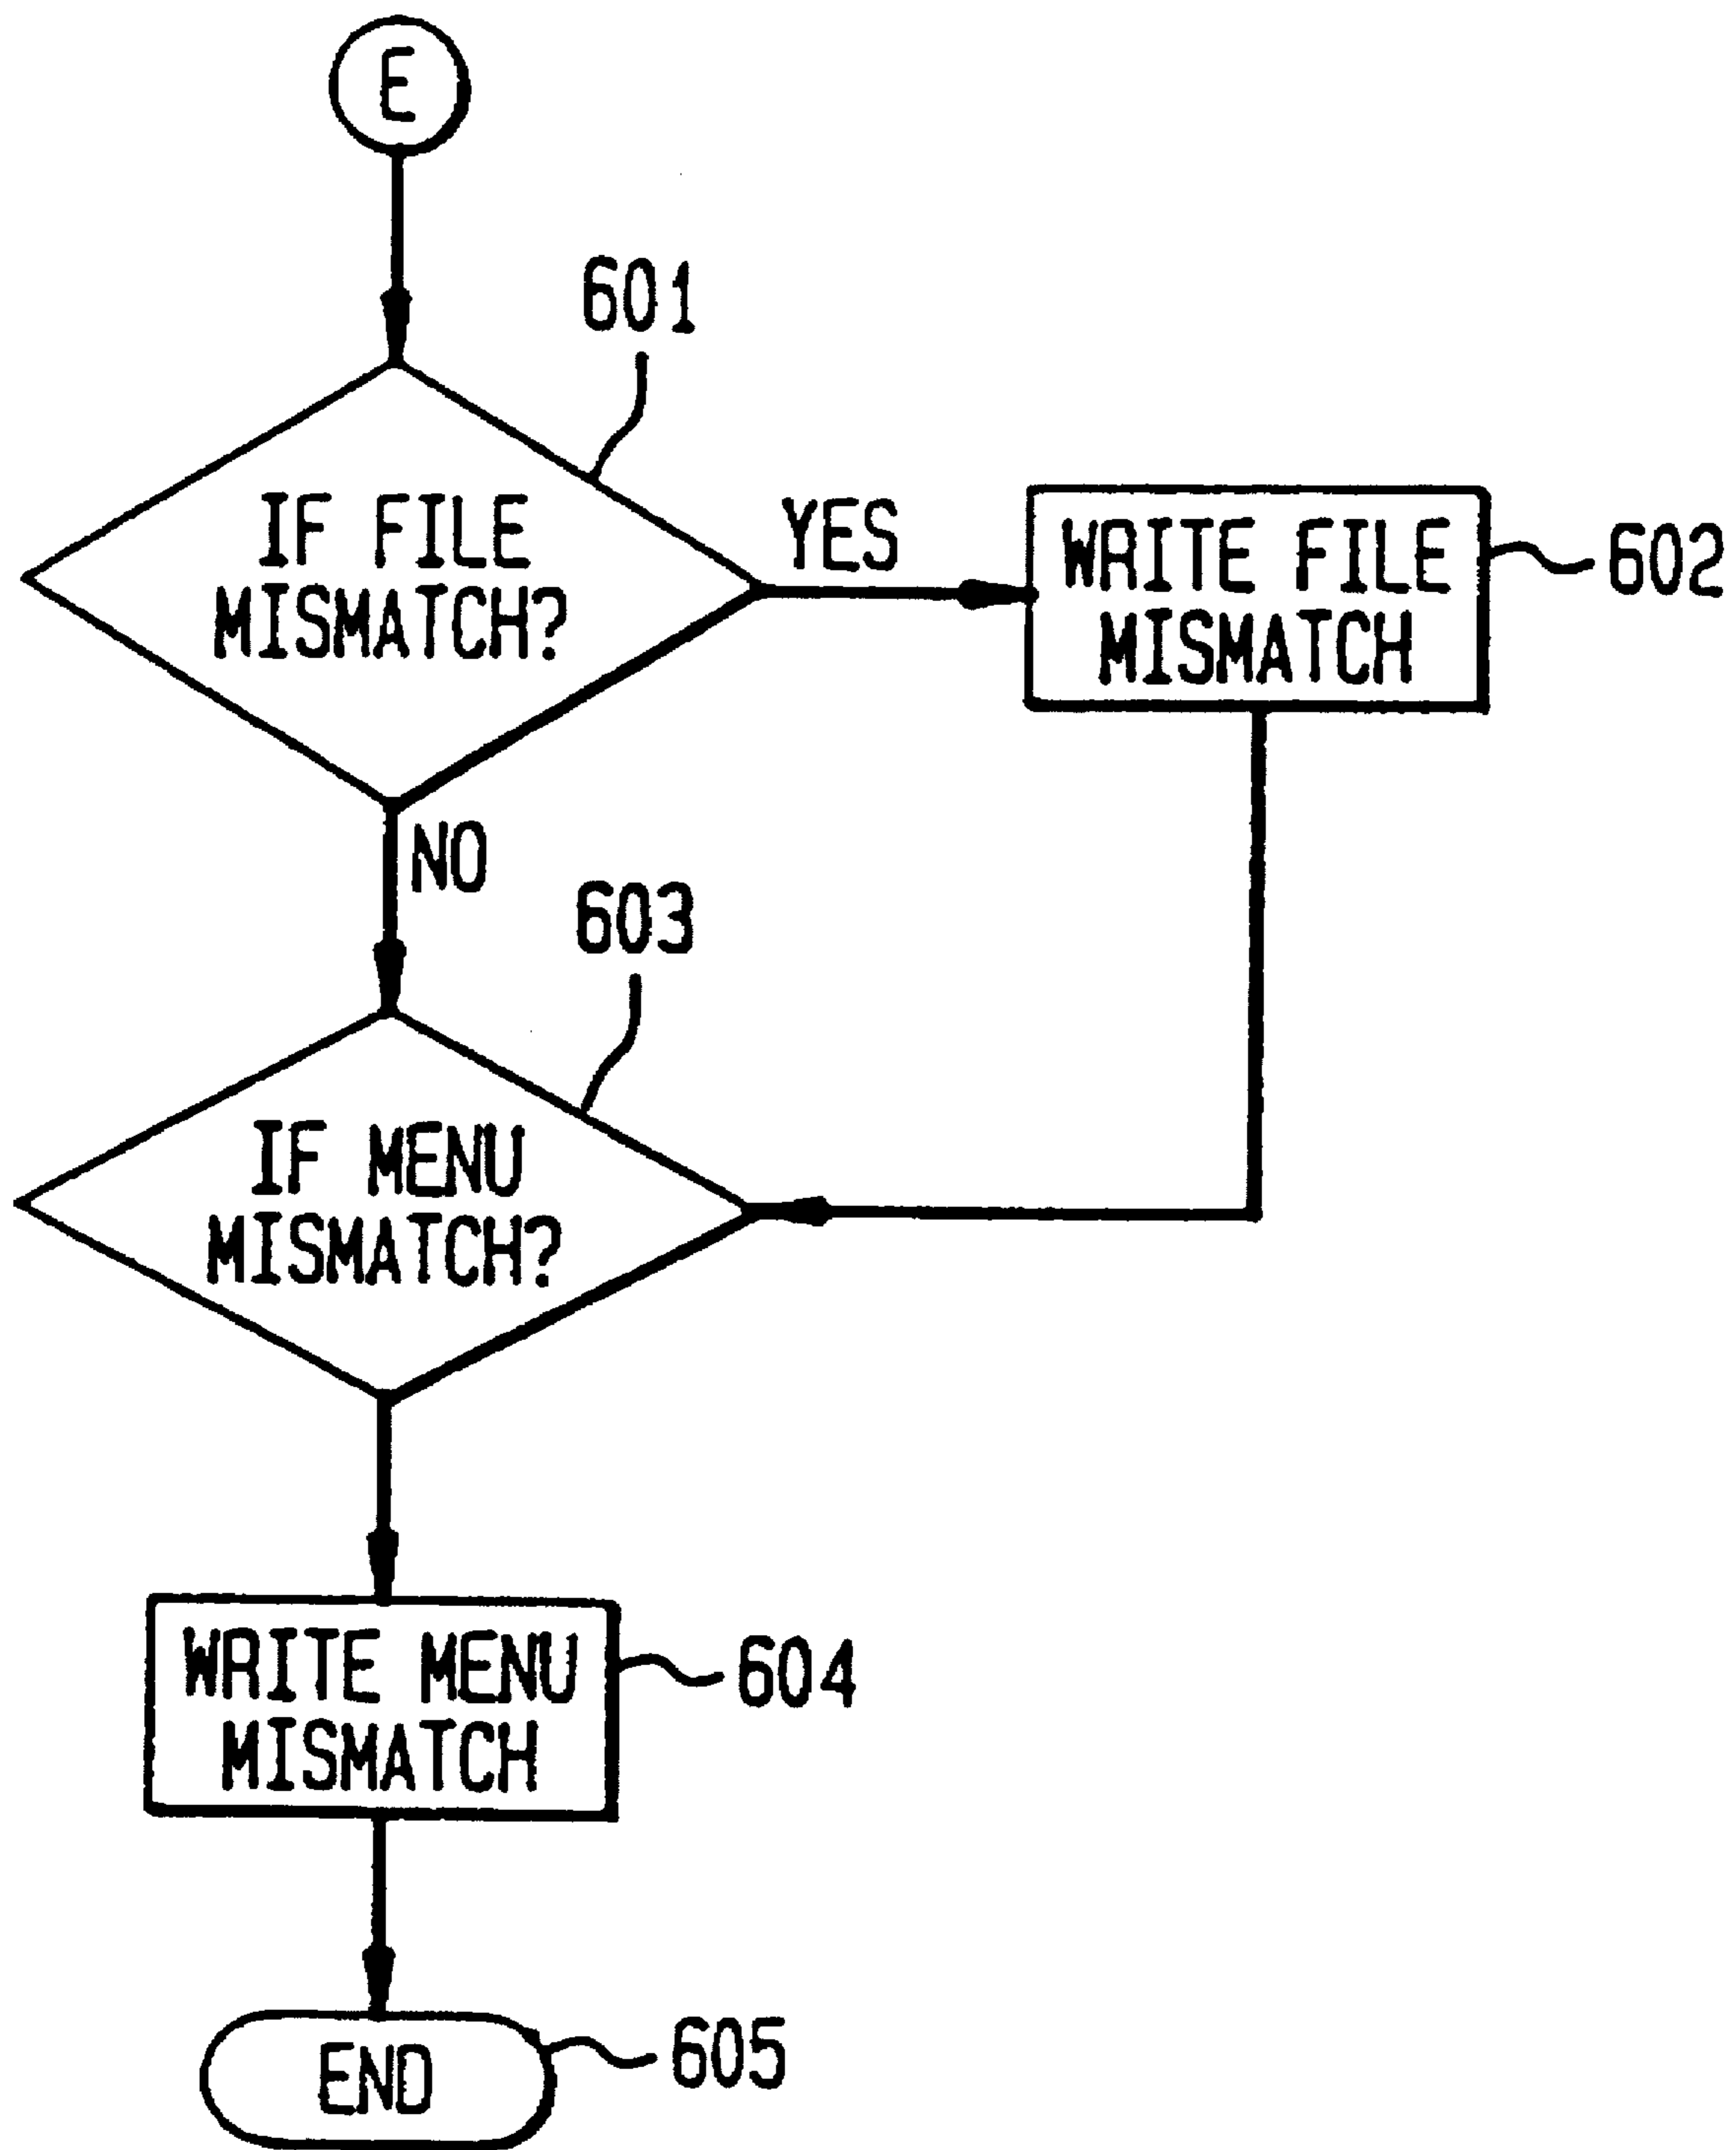 E
601
IF FILE
MISMATCH?
YES
WRITE FILE
MISMATCH
602
NO
603
IF MENU
MISMATCH?
WRITE MENU
MISMATCH
604
END
605